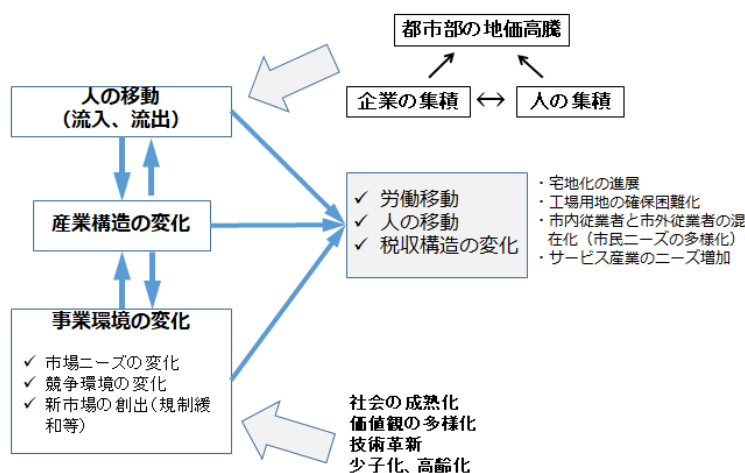 都市部の地価高騰
企業の集積 ↔ 人の集積
人の移動
（流入、流出）
産業構造の変化
✓ 労働移動
✓ 人の移動
✓ 税収構造の変化
・宅地化の進展
・工場用地の確保困難化
・市内従業者と市外従業者の混
在化（市民ニーズの多様化）
・サービス産業のニーズ増加
事業環境の変化
✓ 市場ニーズの変化
✓ 競争環境の変化
✓ 新市場の創出（規制緩
和等）
社会の成熟化
価値観の多様化
技術革新
少子化、高齢化